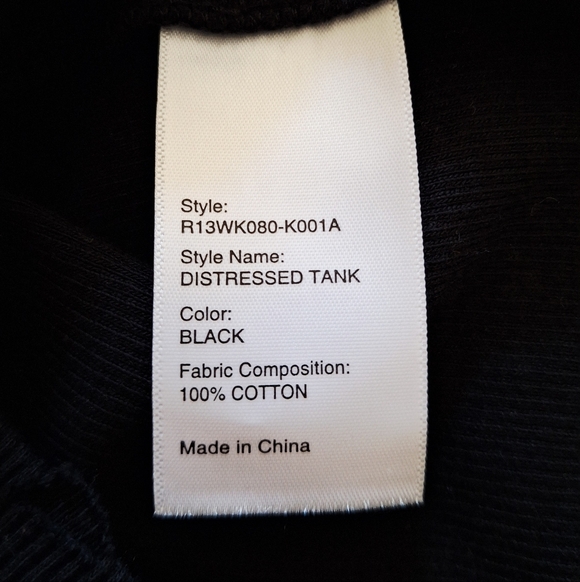 Style:
R13WK080-K001A
Style Name:
DISTRESSED TANK
Color:
BLACK
Fabric Composition:
100% COTTON
Made in China